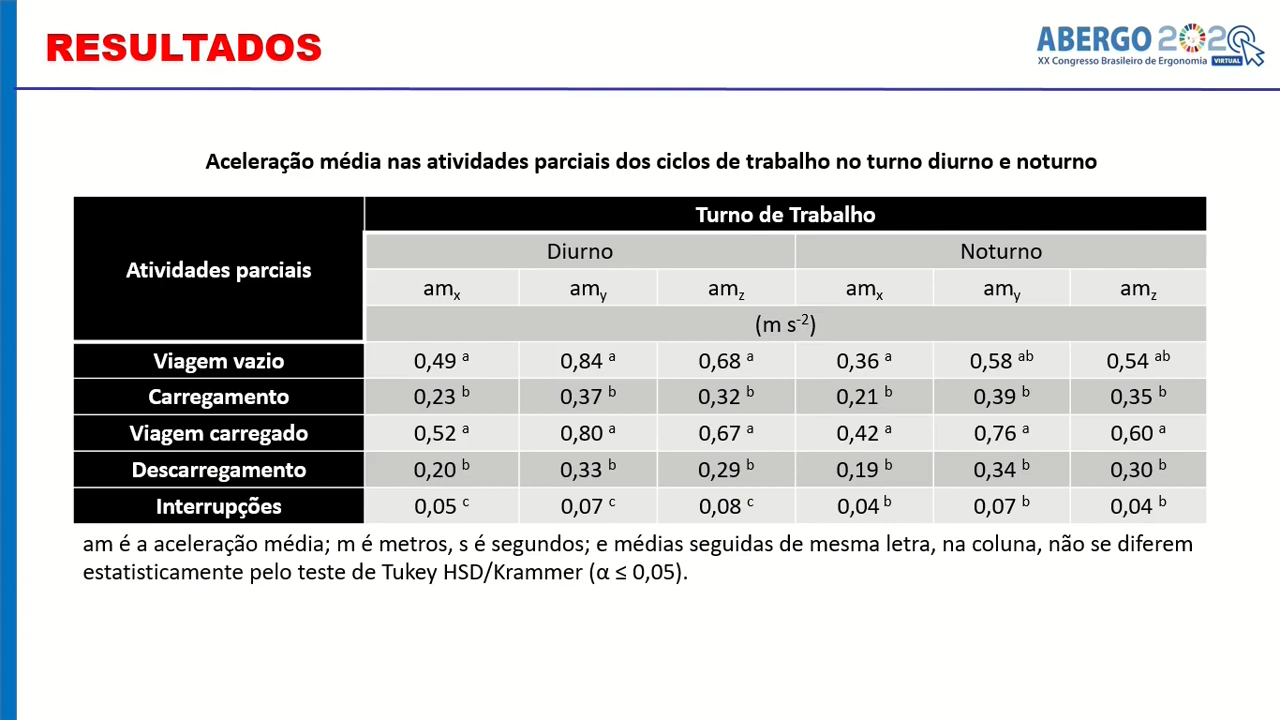 RESULTADOS
ABERGO 2020
XX Congresso Brasileiro de Ergonomia VIRTUAL
Aceleração média nas atividades parciais dos ciclos de trabalho no turno diurno e noturno
Atividades parciais
Turno de Trabalho
Diurno Noturno
amx amy amz amx amy amz
(m s-2)
Viagem vazio 0,49 a 0,84 a 0,68 a 0,36 a 0,58 ab 0,54 ab
Carregamento 0,23 b 0,37 b 0,32 b 0,21 b 0,39 b 0,35 b
Viagem carregado 0,52 a 0,80 a 0,67 a 0,42 a 0,76 a 0,60 a
Descarregamento 0,20 b 0,33 b 0,29 b 0,19 b 0,34 b 0,30 b
Interrupções 0,05 c 0,07 c 0,08 c 0,04 b 0,07 b 0,04 b
am é a aceleração média; m é metros, s é segundos; e médias seguidas de mesma letra, na coluna, não se diferem
estatisticamente pelo teste de Tukey HSD/Krammer (α ≤ 0,05).